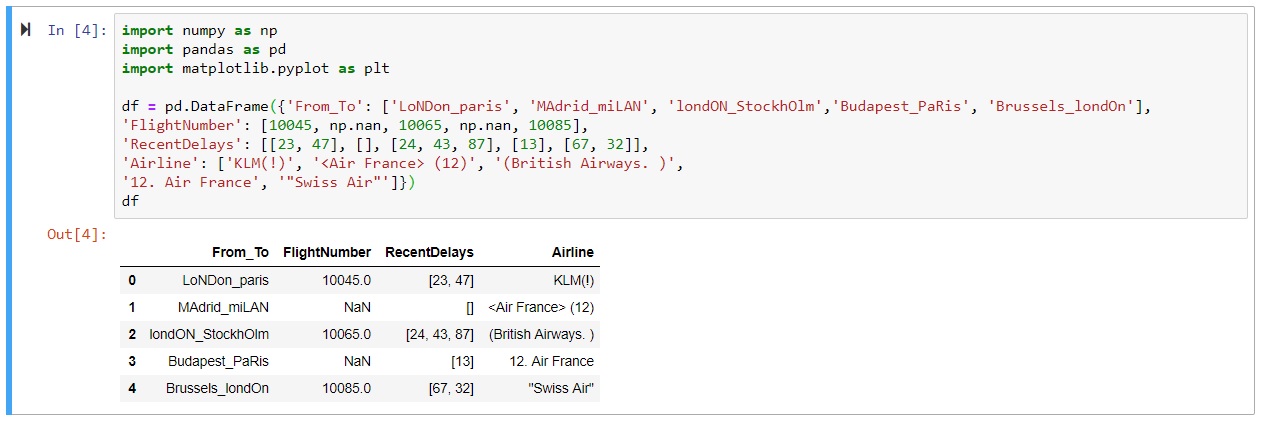 In [4]: import numpy as np
import pandas as pd
import matplotlib.pyplot as plt
df = pd.DataFrame({'From_To': ['LoNDon_paris', 'MAdrid_miLAN', 'londON_StockhOlm','Budapest_PaRis', 'Brussels_londOn'],
'FlightNumber': [10045, np.nan, 10065, np.nan, 10085],
'RecentDelays': [[23, 47], [], [24, 43, 87], [13], [67, 32]],
'Airline': ['KLM(!)', '<Air France> (12)', '(British Airways. )',
'12. Air France', '"Swiss Air"']})
df
Out[4]:
From_To FlightNumber RecentDelays Airline
0 LoNDon_paris 10045.0 [23, 47] KLM(!)
1 MAdrid_miLAN NaN [] <Air France> (12)
2 londON_StockhOlm 10065.0 [24, 43, 87] (British Airways. )
3 Budapest_PaRis NaN [13] 12. Air France
4 Brussels_londOn 10085.0 [67, 32] "Swiss Air"